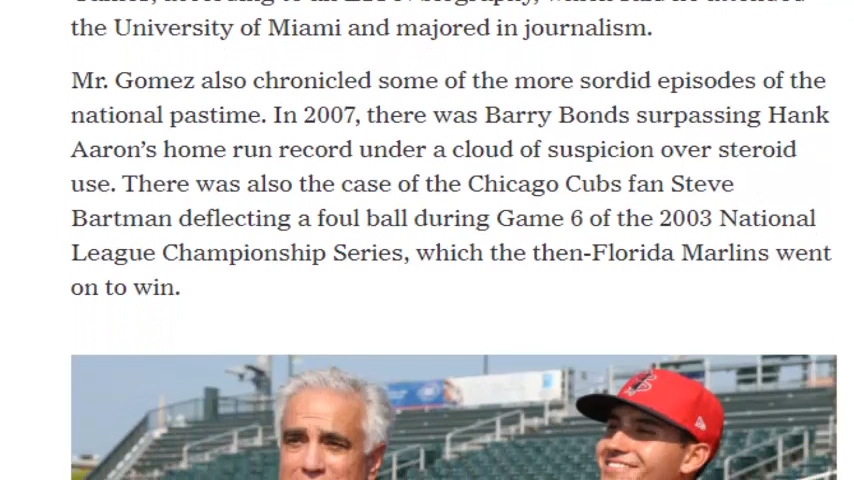 the University of Miami and majored in journalism.
Mr. Gomez also chronicled some of the more sordid episodes of the
national pastime. In 2007, there was Barry Bonds surpassing Hank
Aaron’s home run record under a cloud of suspicion over steroid
use. There was also the case of the Chicago Cubs fan Steve
Bartman deflecting a foul ball during Game 6 of the 2003 National
League Championship Series, which the then-Florida Marlins went
on to win.